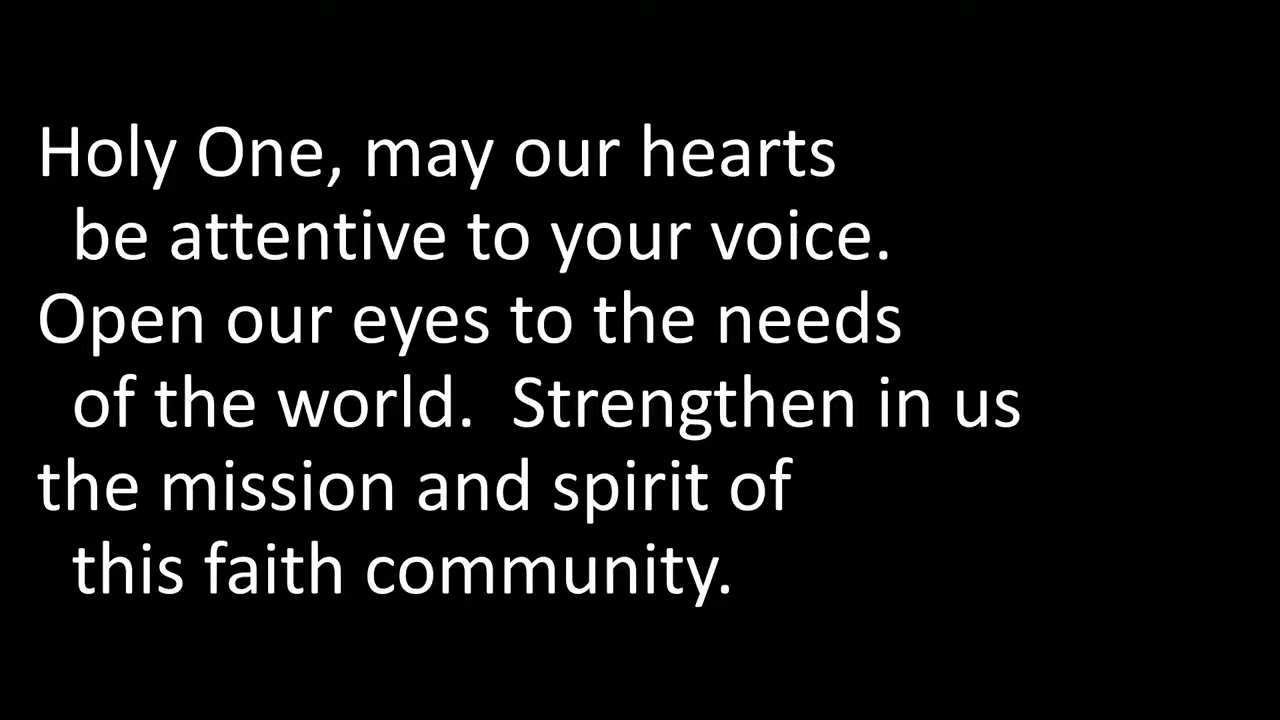 Holy One, may our hearts
be attentive to your voice.
Open our eyes to the needs
of the world.  Strengthen in us
the mission and spirit of
this faith community.